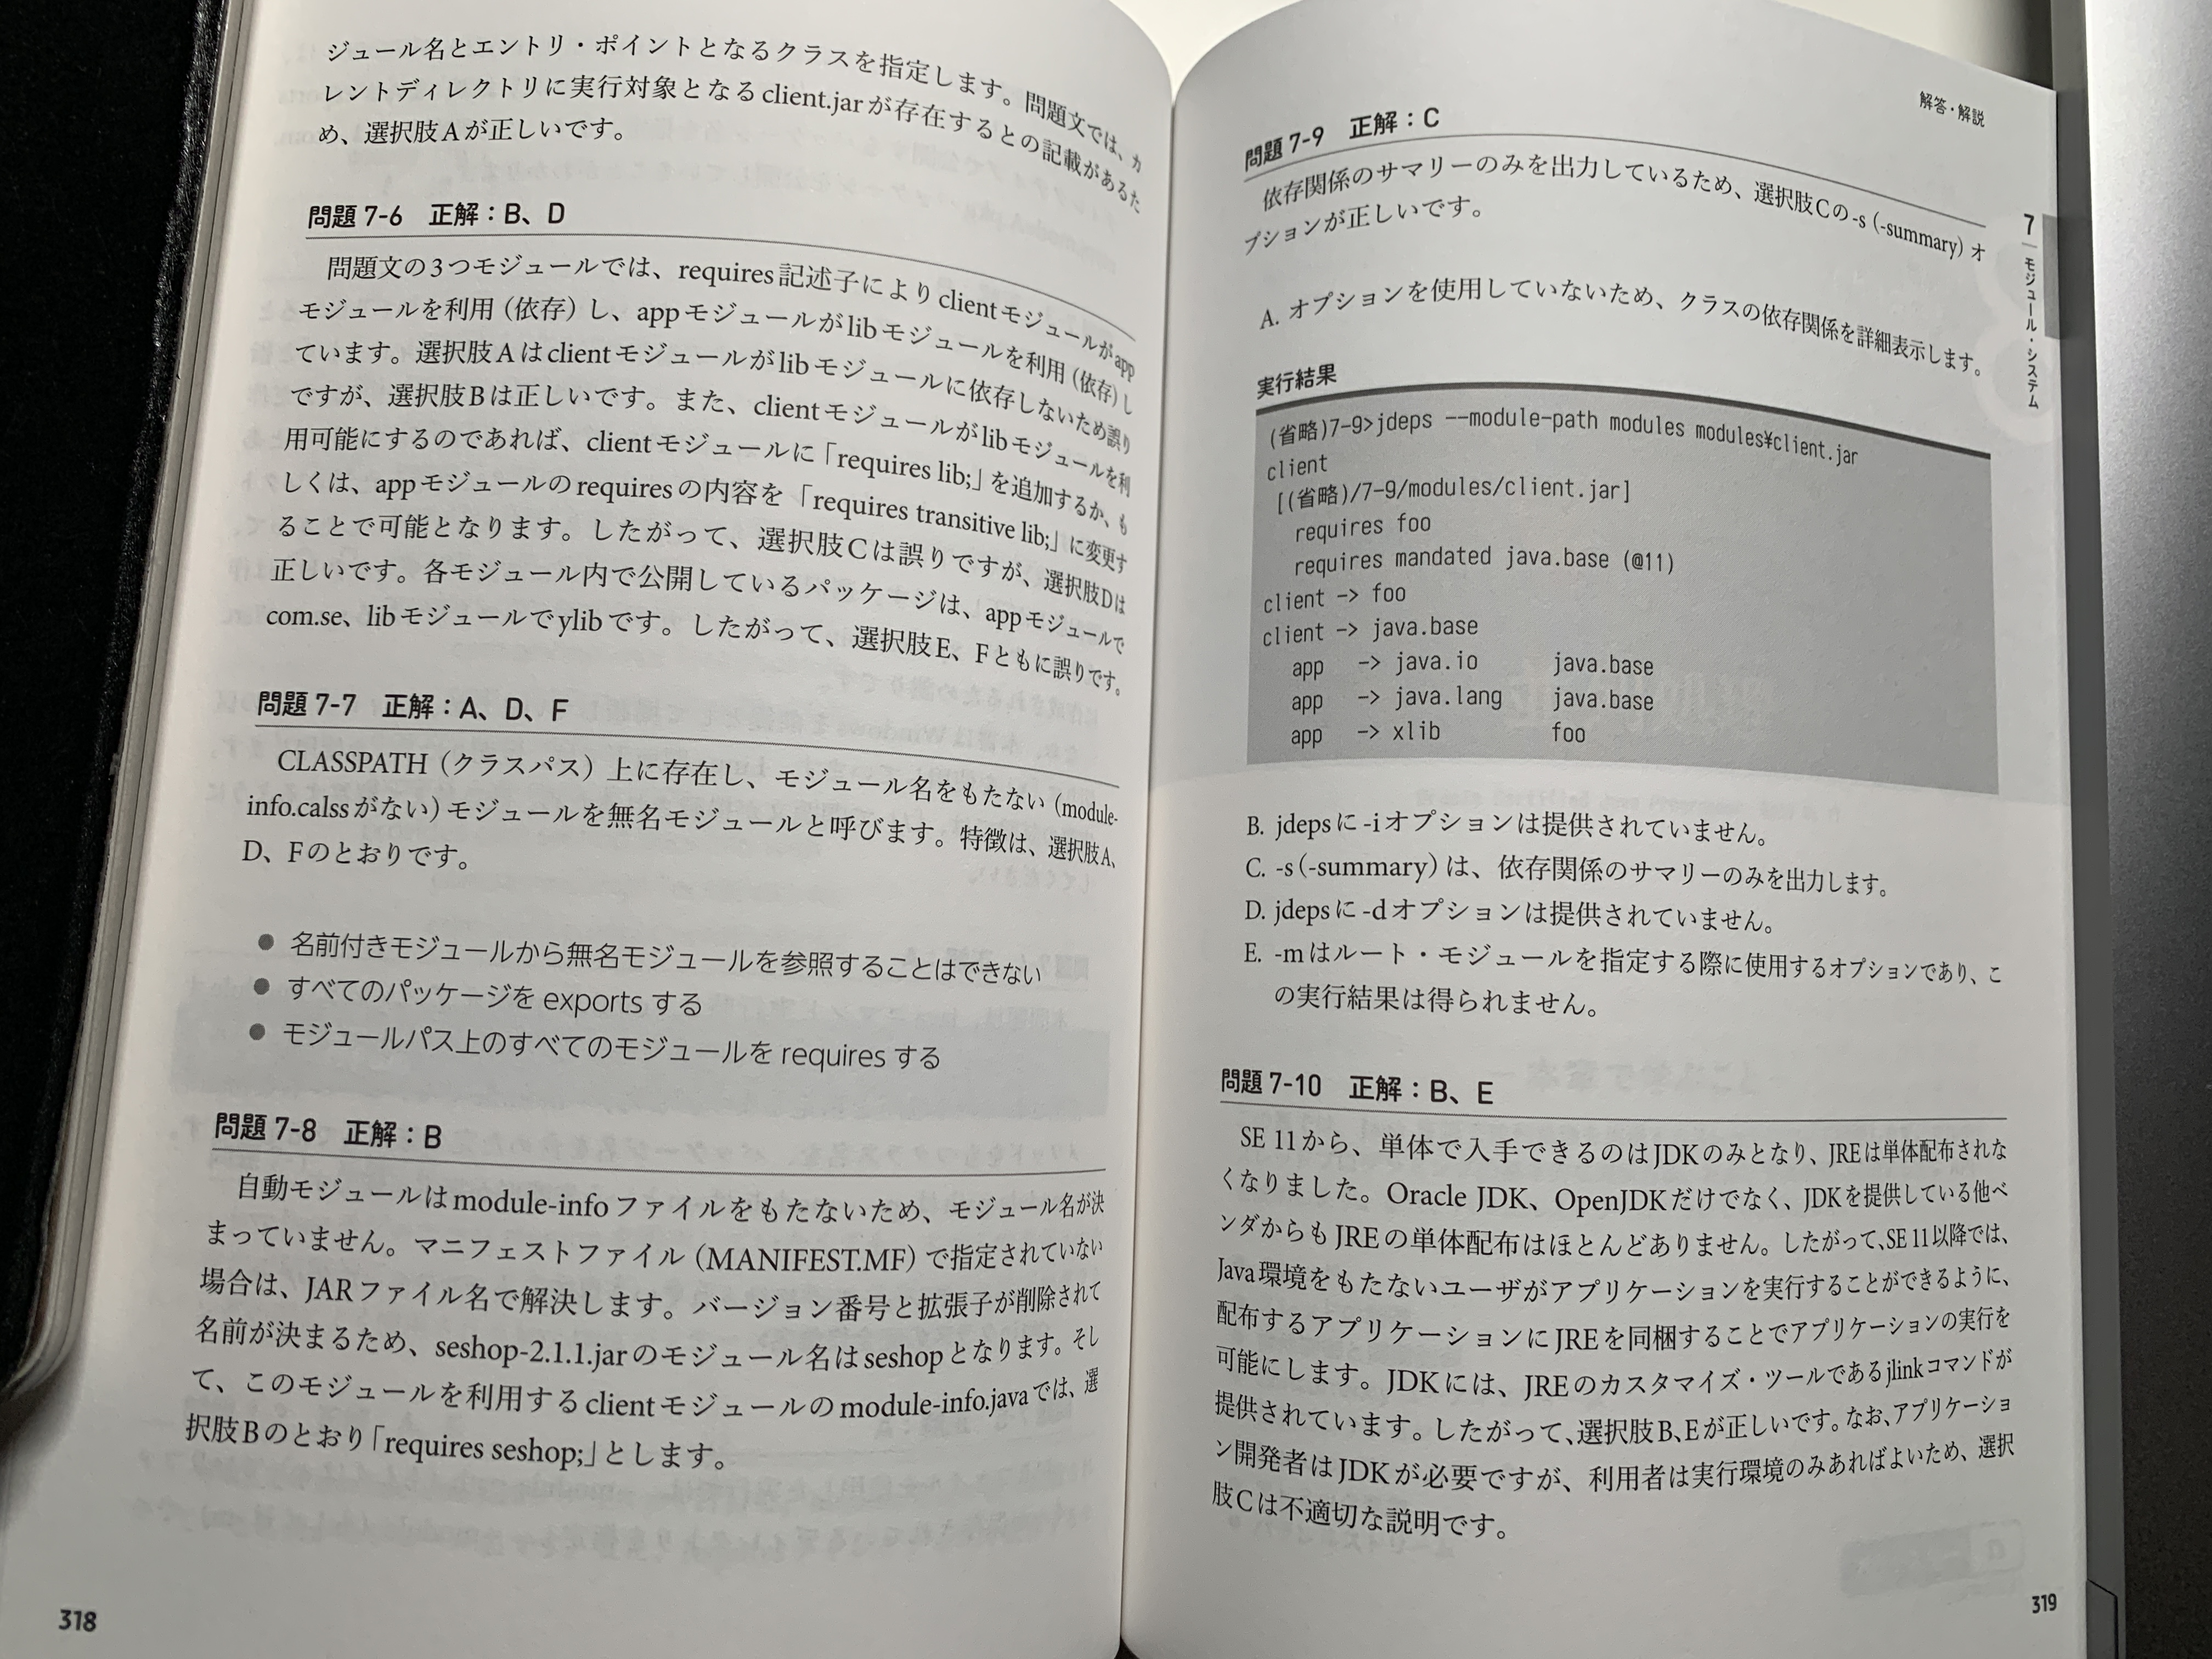 ジュール名とエントリ・ポイントとなるクラスを指定します。問題文では、カ
レントディレクトリに実行対象となるclient.jarが存在するとの記載があるた
め、選択肢Aが正しいです。
問題 7-6 正解：B、D
問題文の3つモジュールでは、requires記述子によりclientモジュールがapp
モジュールを利用（依存）し、appモジュールがlibモジュールを利用（依存）し
ています。選択肢Aはclientモジュールがlibモジュールに依存しないため誤り
ですが、選択肢Bは正しいです。また、clientモジュールがlibモジュールを利
用可能にするのであれば、clientモジュールに「requires lib;」を追加するか、も
しくは、appモジュールのrequiresの内容を「requires transitive lib;」に変更す
ることで可能となります。したがって、選択肢Cは誤りですが、選択肢Dは
正しいです。各モジュール内で公開しているパッケージは、appモジュールで
com.se、libモジュールでylibです。したがって、選択肢E、Fともに誤りです。
問題 7-7 正解：A、D、F
CLASSPATH（クラスパス）上に存在し、モジュール名をもたない（module-
info.calssがない）モジュールを無名モジュールと呼びます。特徴は、選択肢A、
D、Fのとおりです。
● 名前付きモジュールから無名モジュールを参照することはできない
● すべてのパッケージを exports する
● モジュールパス上のすべてのモジュールを requires する
問題 7-8 正解：B
自動モジュールはmodule-infoファイルをもたないため、モジュール名が決
まっていません。マニフェストファイル（MANIFEST.MF）で指定されていない
場合は、JARファイル名で解決します。バージョン番号と拡張子が削除されて
名前が決まるため、seshop-2.1.1.jarのモジュール名はseshopとなります。そし
て、このモジュールを利用するclientモジュールのmodule-info.javaでは、選
択肢Bのとおり「requires seshop;」とします。
318
解答・解説
7 モジュール・システム
問題 7-9 正解：C
依存関係のサマリーのみを出力しているため、選択肢Cの-s（-summary）オ
プションが正しいです。
A. オプションを使用していないため、クラスの依存関係を詳細表示します。
実行結果
(省略)7-9>jdeps --module-path modules modules¥client.jar
client
[(省略)/7-9/modules/client.jar]
requires foo
requires mandated java.base (@11)
client -> foo
client -> java.base
app -> java.io java.base
app -> java.lang java.base
app -> xlib foo
B. jdepsに -iオプションは提供されていません。
C. -s（-summary）は、依存関係のサマリーのみを出力します。
D. jdepsに -dオプションは提供されていません。
E. -mはルート・モジュールを指定する際に使用するオプションであり、こ
の実行結果は得られません。
問題 7-10 正解：B、E
SE 11から、単体で入手できるのはJDKのみとなり、JREは単体配布されな
くなりました。Oracle JDK、OpenJDKだけでなく、JDKを提供している他ベ
ンダからもJREの単体配布はほとんどありません。したがって、SE 11以降では、
Java環境をもたないユーザがアプリケーションを実行することができるように、
配布するアプリケーションにJREを同梱することでアプリケーションの実行を
可能にします。JDKには、JREのカスタマイズ・ツールであるjlinkコマンドが
提供されています。したがって、選択肢B、Eが正しいです。なお、アプリケーショ
ン開発者はJDKが必要ですが、利用者は実行環境のみあればよいため、選択
肢Cは不適切な説明です。
319